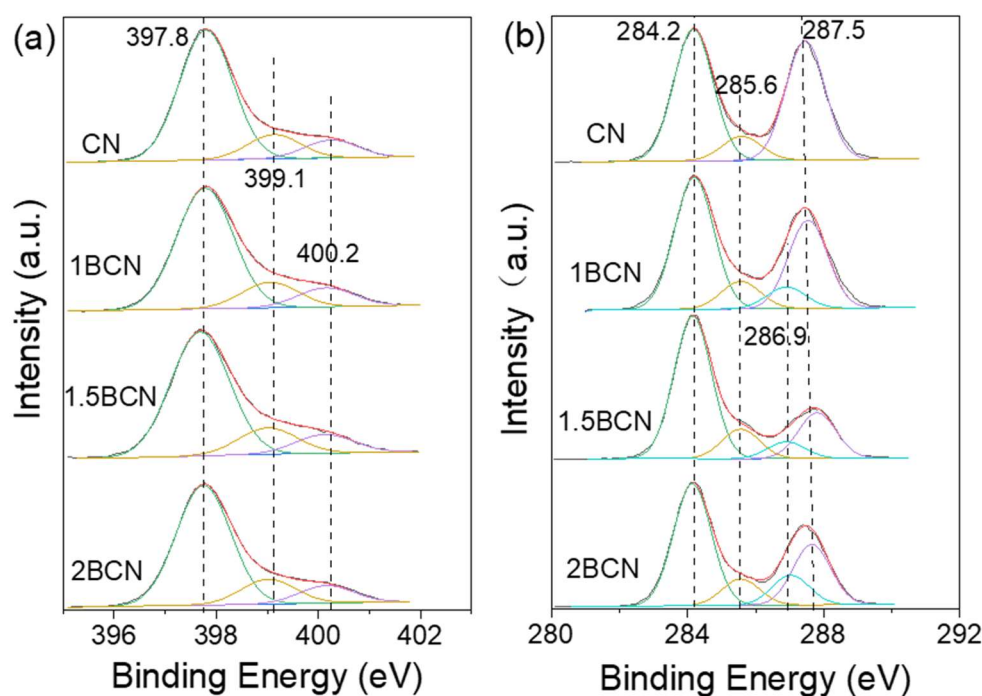 (a)
397.8
CN
399.1
1BCN
400.2
1.5BCN
2BCN
Intensity (a.u.)
396 398 400 402
Binding Energy (eV)
(b)
284.2
287.5
285.6
CN
1BCN
286.9
1.5BCN
2BCN
Intensity（a.u.)
280 284 288 292
Binding Energy (eV)